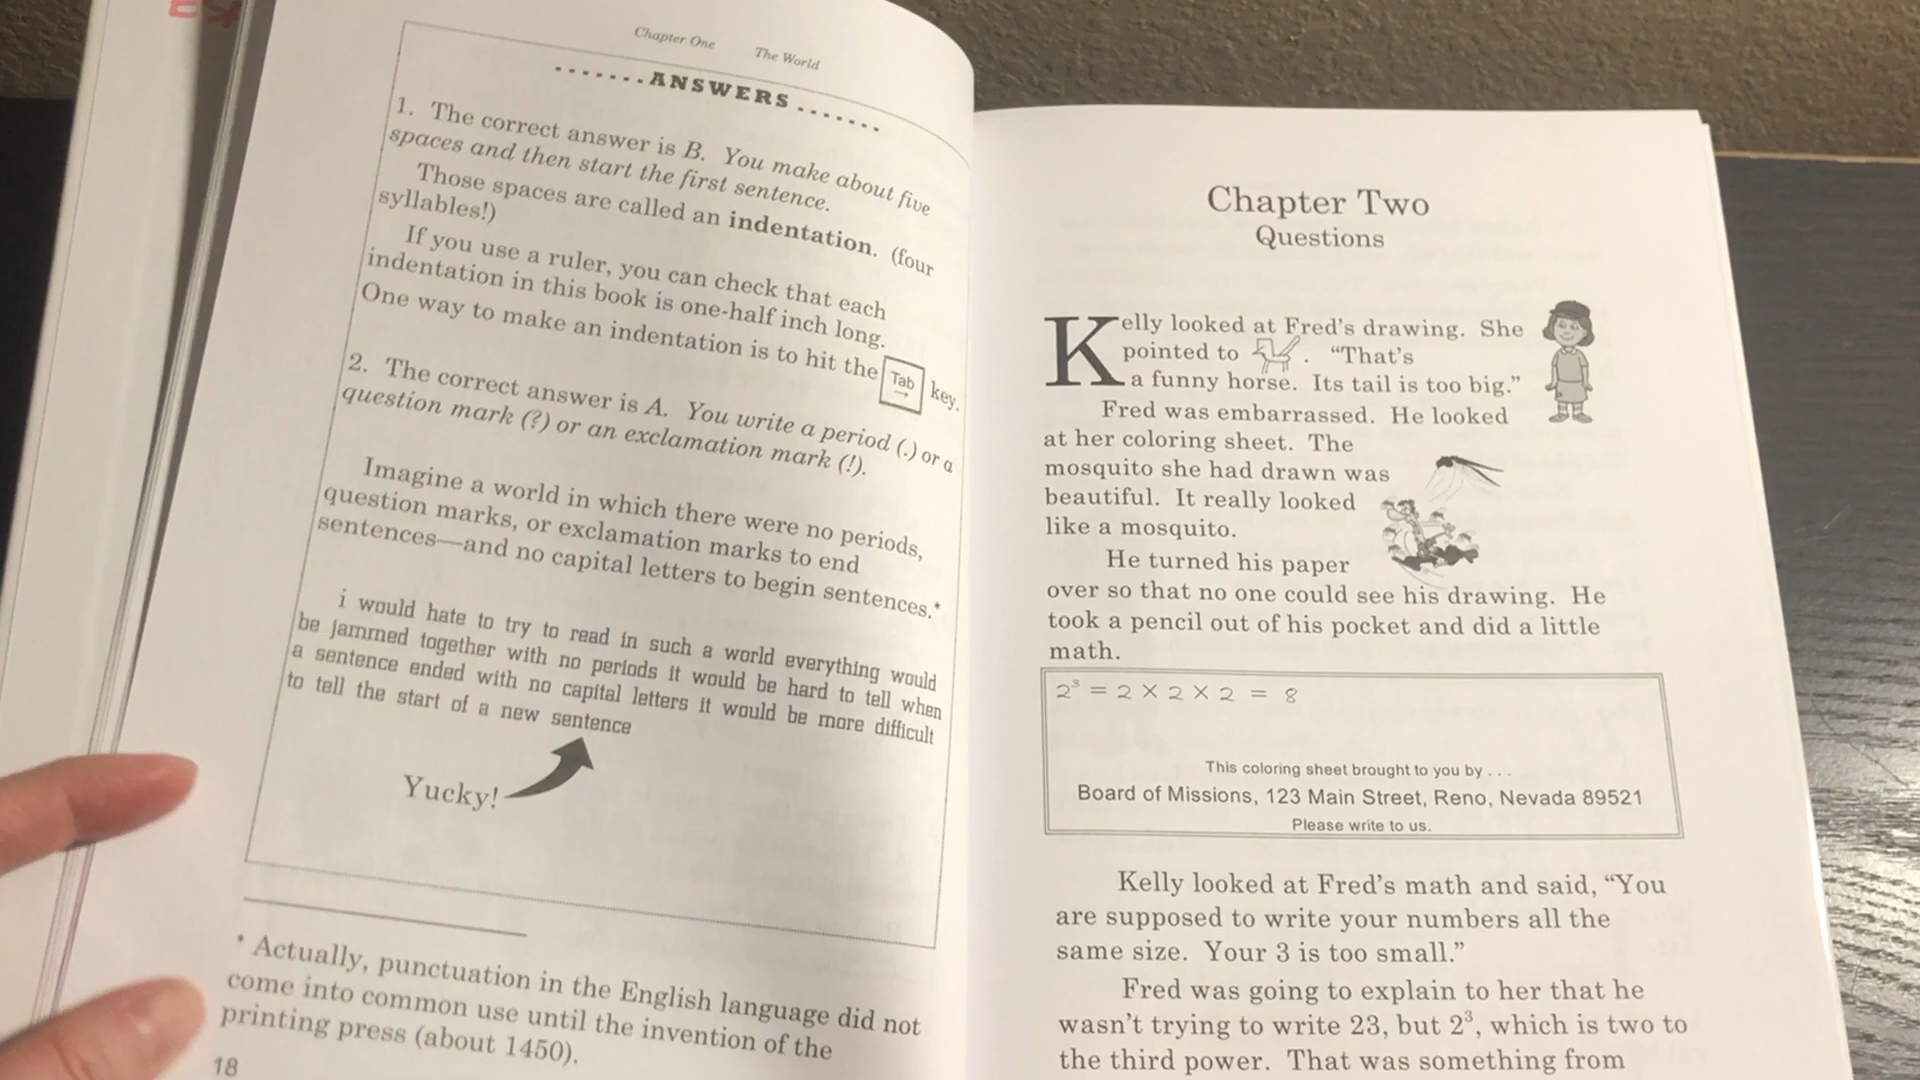 Chapter One The World
.......ANSWERS.......
1. The correct answer is B. You make about five
spaces and then start the first sentence.
Those spaces are called an indentation. (four
syllables!)
If you use a ruler, you can check that each
indentation in this book is one-half inch long.
One way to make an indentation is to hit the Tab → key.
2. The correct answer is A. You write a period (.) or a
question mark (?) or an exclamation mark (!).
Imagine a world in which there were no periods,
question marks, or exclamation marks to end
sentences—and no capital letters to begin sentences.*
i would hate to try to read in such a world everything would
be jammed together with no periods it would be hard to tell when
a sentence ended with no capital letters it would be more difficult
to tell the start of a new sentence
Yucky!
* Actually, punctuation in the English language did not
come into common use until the invention of the
printing press (about 1450).
18
Chapter Two
Questions
Kelly looked at Fred's drawing. She
pointed to . “That's
a funny horse. Its tail is too big.”
Fred was embarrassed. He looked
at her coloring sheet. The
mosquito she had drawn was
beautiful. It really looked
like a mosquito.
He turned his paper
over so that no one could see his drawing. He
took a pencil out of his pocket and did a little
math.
2³ = 2 × 2 × 2 = 8
This coloring sheet brought to you by . . .
Board of Missions, 123 Main Street, Reno, Nevada 89521
Please write to us.
Kelly looked at Fred's math and said, “You
are supposed to write your numbers all the
same size. Your 3 is too small.”
Fred was going to explain to her that he
wasn't trying to write 23, but 2³, which is two to
the third power. That was something from